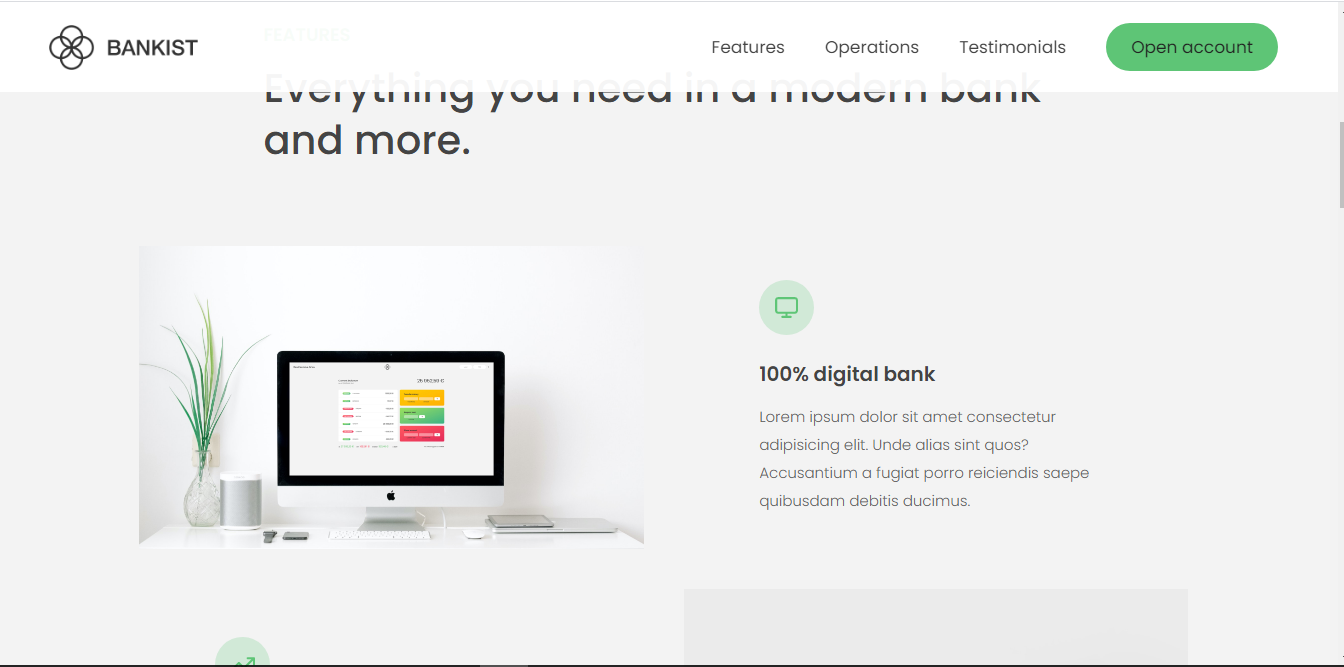 FEATURES
BANKIST
Features
Operations
Testimonials
Open account
Everything you need in a modern bank
and more.
100% digital bank
Lorem ipsum dolor sit amet consectetur
adipisicing elit. Unde alias sint quos?
Accusantium a fugiat porro reiciendis saepe
quibusdam debitis ducimus.